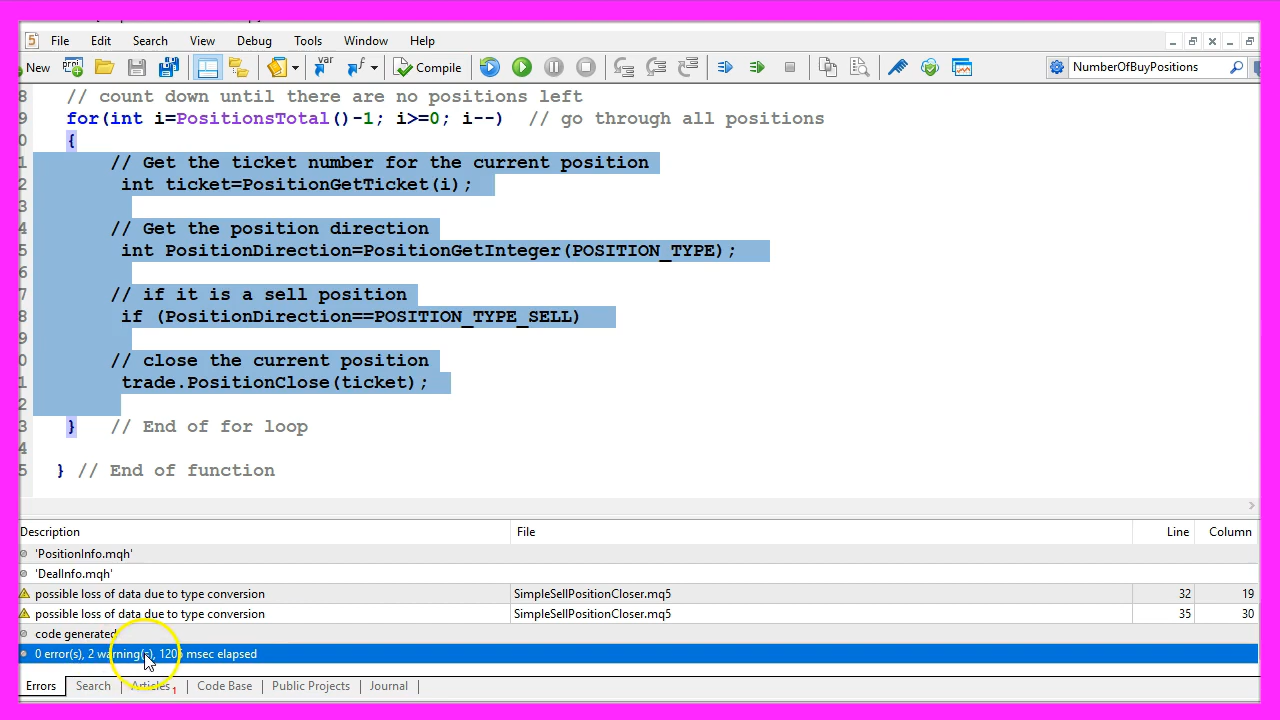 File Edit Search View Debug Tools Window Help
New Compile NumberOfBuyPositions
8 // count down until there are no positions left
9 for(int i=PositionsTotal()-1; i>=0; i--) // go through all positions
0 {
1 // Get the ticket number for the current position
2 int ticket=PositionGetTicket(i);
3
4 // Get the position direction
5 int PositionDirection=PositionGetInteger(POSITION_TYPE);
6
7 // if it is a sell position
8 if (PositionDirection==POSITION_TYPE_SELL)
9
0 // close the current position
1 trade.PositionClose(ticket);
2
3 } // End of for loop
4
5 } // End of function
Description File Line Column
'PositionInfo.mqh'
'DealInfo.mqh'
possible loss of data due to type conversion SimpleSellPositionCloser.mq5 32 19
possible loss of data due to type conversion SimpleSellPositionCloser.mq5 35 30
code generated
0 error(s), 2 warning(s), msec elapsed
Errors Search Articles 1 Code Base Public Projects Journal